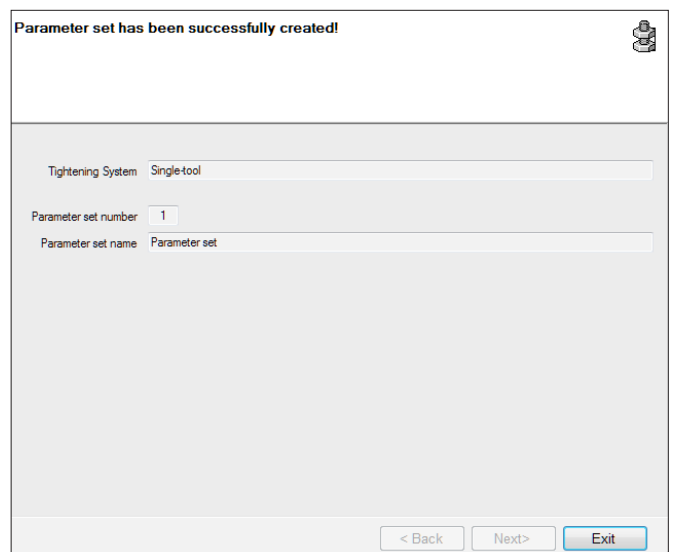 Parameter set has been successfully created!
Tightening System Single-tool
Parameter set number 1
Parameter set name Parameter set
< Back Next> Exit